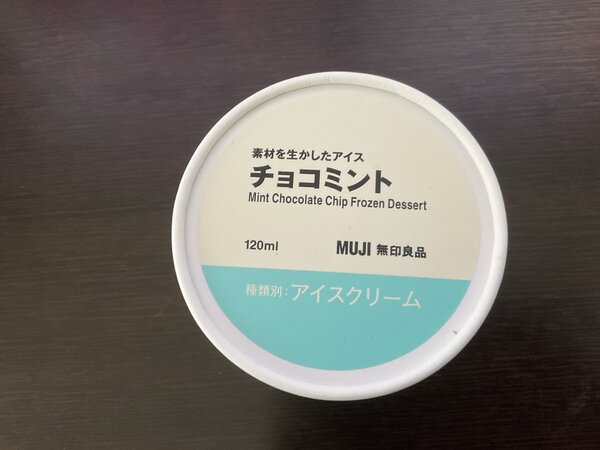 素材を生かしたアイス
チョコミント
Mint Chocolate Chip Frozen Dessert
120ml MUJI 無印良品
種類別:アイスクリーム